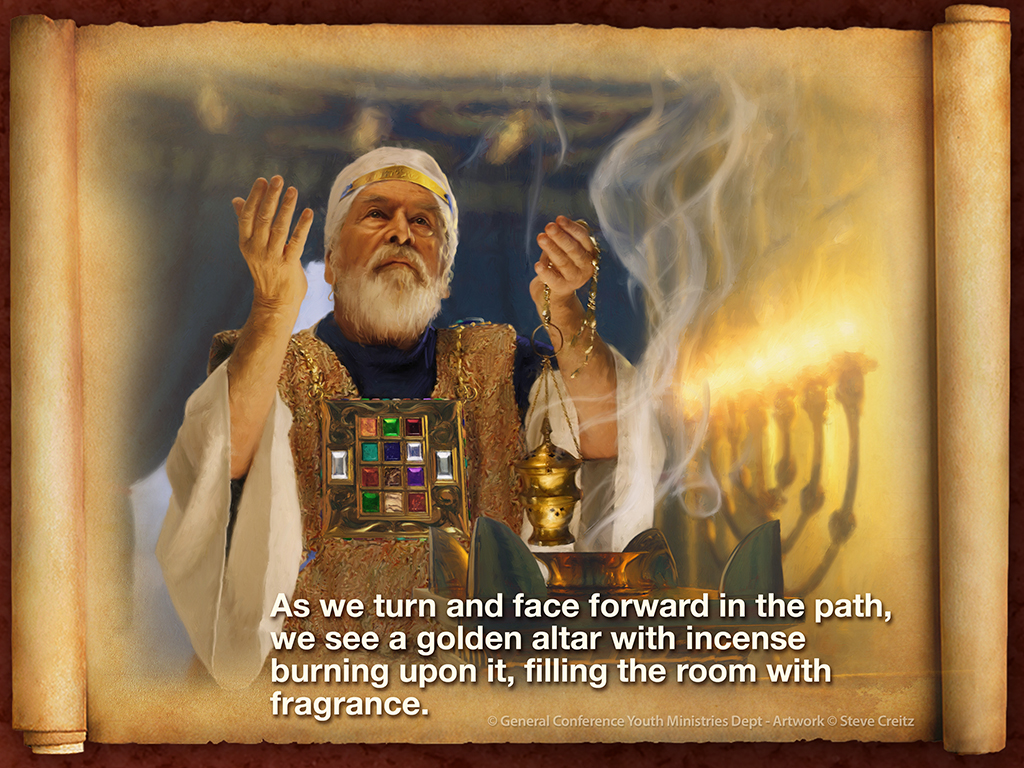 As we turn and face forward in the path,
we see a golden altar with incense
burning upon it, filling the room with
fragrance.
© General Conference Youth Ministries Dept - Artwork © Steve Creitz